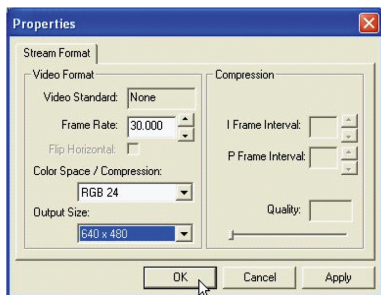 Properties
Stream Format
Video Format
Video Standard: None
Frame Rate: 30.000
Flip Horizontal:
Color Space / Compression:
RGB 24
Output Size:
640 x 480
Compression
I Frame Interval:
P Frame Interval:
Quality:
OK
Cancel
Apply